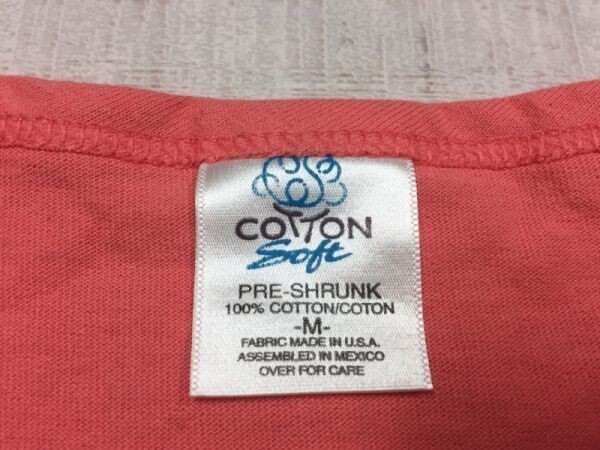 COTTON
Soft
PRE-SHRUNK
100% COTTON/COTON
-M-
FABRIC MADE IN U.S.A.
ASSEMBLED IN MEXICO
OVER FOR CARE